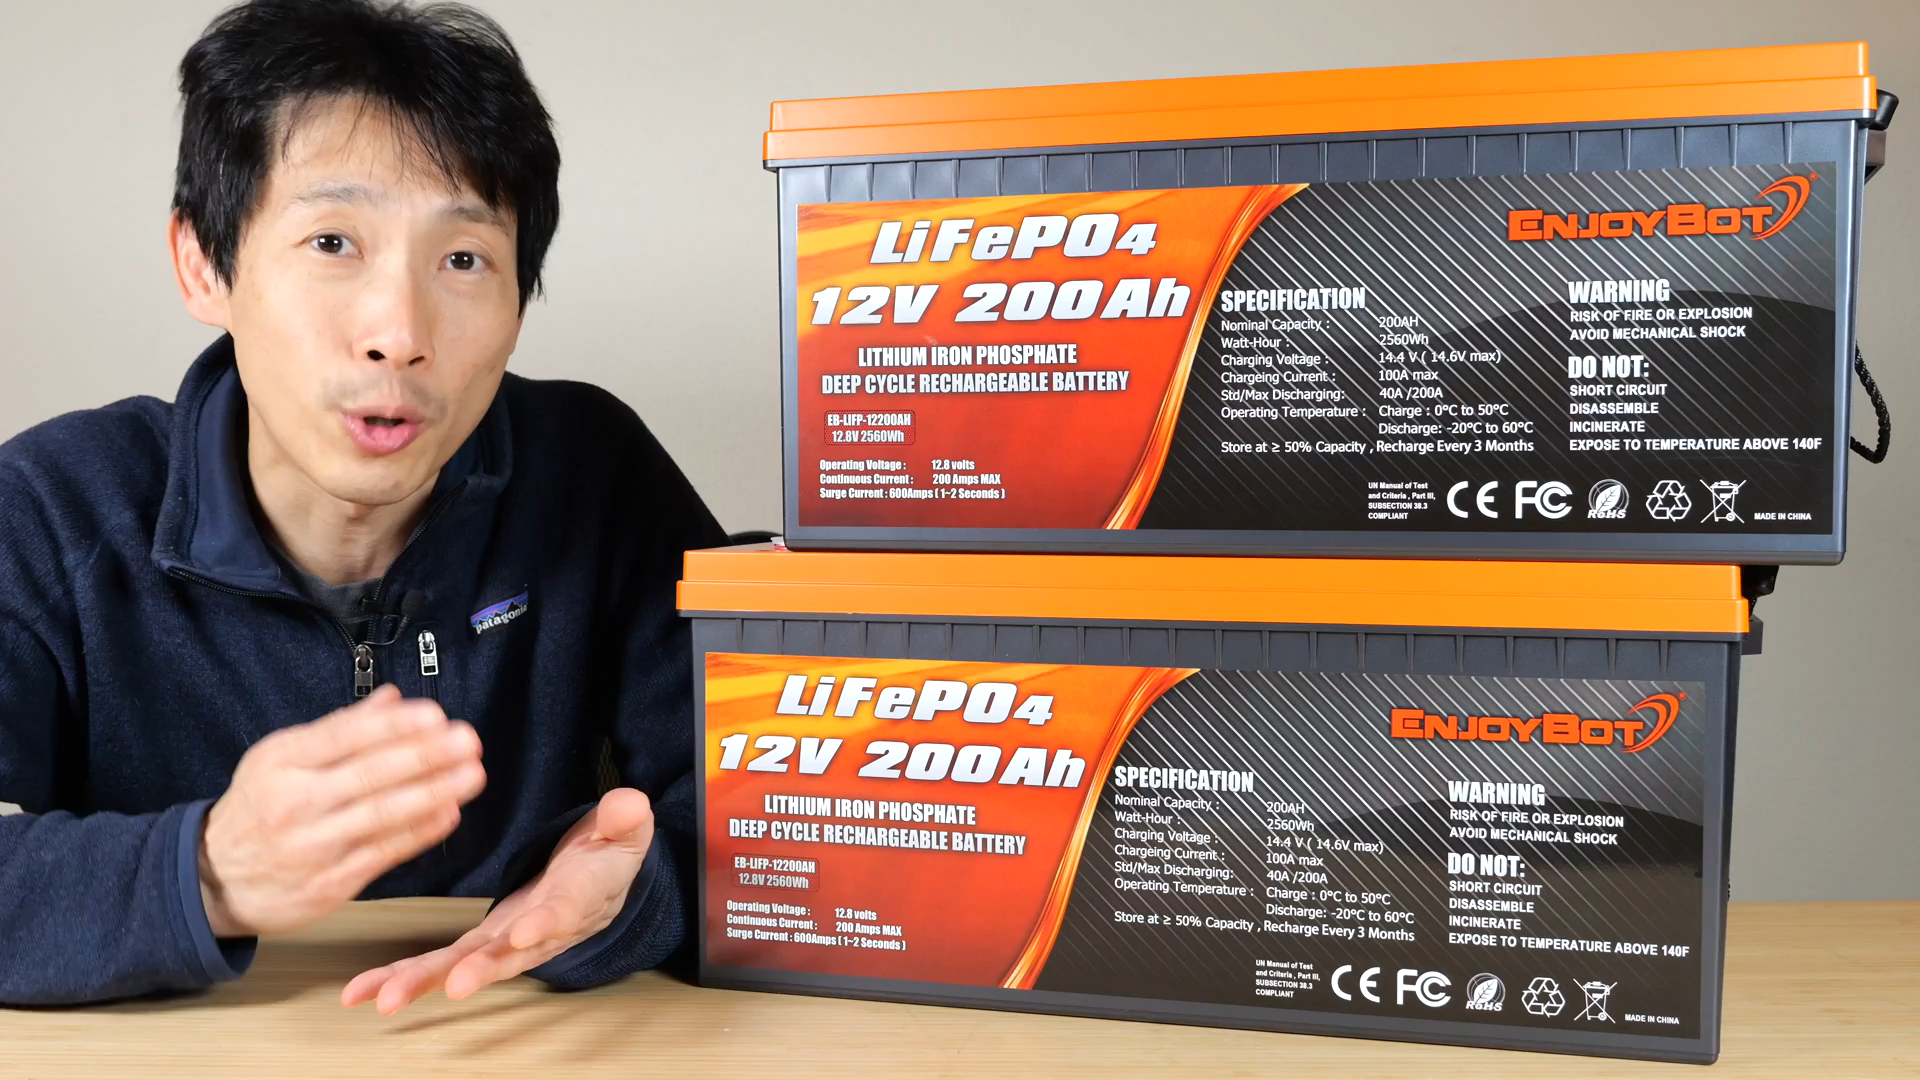 LiFePO4
12V 200Ah
LITHIUM IRON PHOSPHATE
DEEP CYCLE RECHARGEABLE BATTERY
EB-LIFP-12200AH
12.8V 2560Wh
Operating Voltage : 12.8 volts
Continuous Current : 200 Amps MAX
Surge Current : 600Amps ( 1~2 Seconds )
ENJOYBOT®
SPECIFICATION
Nominal Capacity : 200AH
Watt-Hour : 2560Wh
Charging Voltage : 14.4 V ( 14.6V max)
Chargeing Current : 100A max
Std/Max Discharging: 40A /200A
Operating Temperature : Charge : 0°C to 50°C
Discharge: -20°C to 60°C
Store at ≥ 50% Capacity , Recharge Every 3 Months
WARNING
RISK OF FIRE OR EXPLOSION
AVOID MECHANICAL SHOCK
DO NOT:
SHORT CIRCUIT
DISASSEMBLE
INCINERATE
EXPOSE TO TEMPERATURE ABOVE 140F
UN Manual of Test
and Criteria , Part III,
SUBSECTION 38.3
COMPLIANT
CE FC RoHS
MADE IN CHINA
patagonia
LiFePO4
12V 200Ah
LITHIUM IRON PHOSPHATE
DEEP CYCLE RECHARGEABLE BATTERY
EB-LIFP-12200AH
12.8V 2560Wh
Operating Voltage : 12.8 volts
Continuous Current : 200 Amps MAX
Surge Current : 600Amps ( 1~2 Seconds )
ENJOYBOT®
SPECIFICATION
Nominal Capacity : 200AH
Watt-Hour : 2560Wh
Charging Voltage : 14.4 V ( 14.6V max)
Chargeing Current : 100A max
Std/Max Discharging: 40A /200A
Operating Temperature : Charge : 0°C to 50°C
Discharge: -20°C to 60°C
Store at ≥ 50% Capacity , Recharge Every 3 Months
WARNING
RISK OF FIRE OR EXPLOSION
AVOID MECHANICAL SHOCK
DO NOT:
SHORT CIRCUIT
DISASSEMBLE
INCINERATE
EXPOSE TO TEMPERATURE ABOVE 140F
UN Manual of Test
and Criteria , Part III,
SUBSECTION 38.3
COMPLIANT
CE FC RoHS
MADE IN CHINA